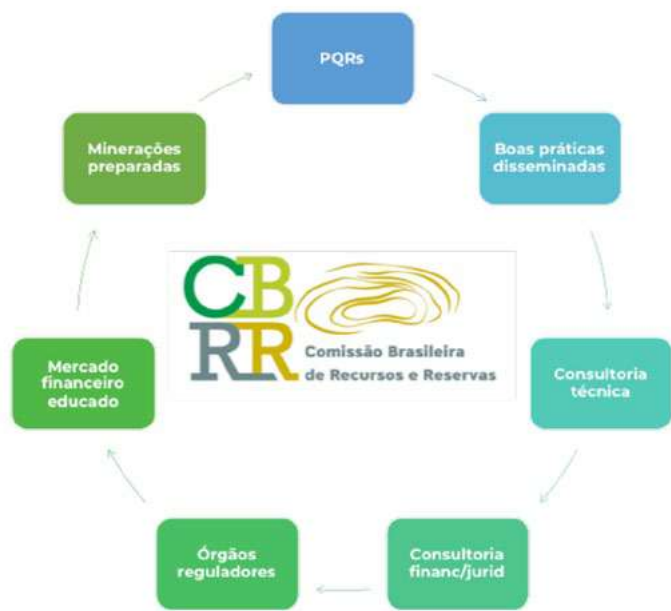 PQRs
Boas práticas
disseminadas
Consultoria
técnica
Consultoria
financ/jurid
Órgãos
reguladores
Mercado
financeiro
educado
Minerações
preparadas
CB
RR
Comissão Brasileira
de Recursos e Reservas